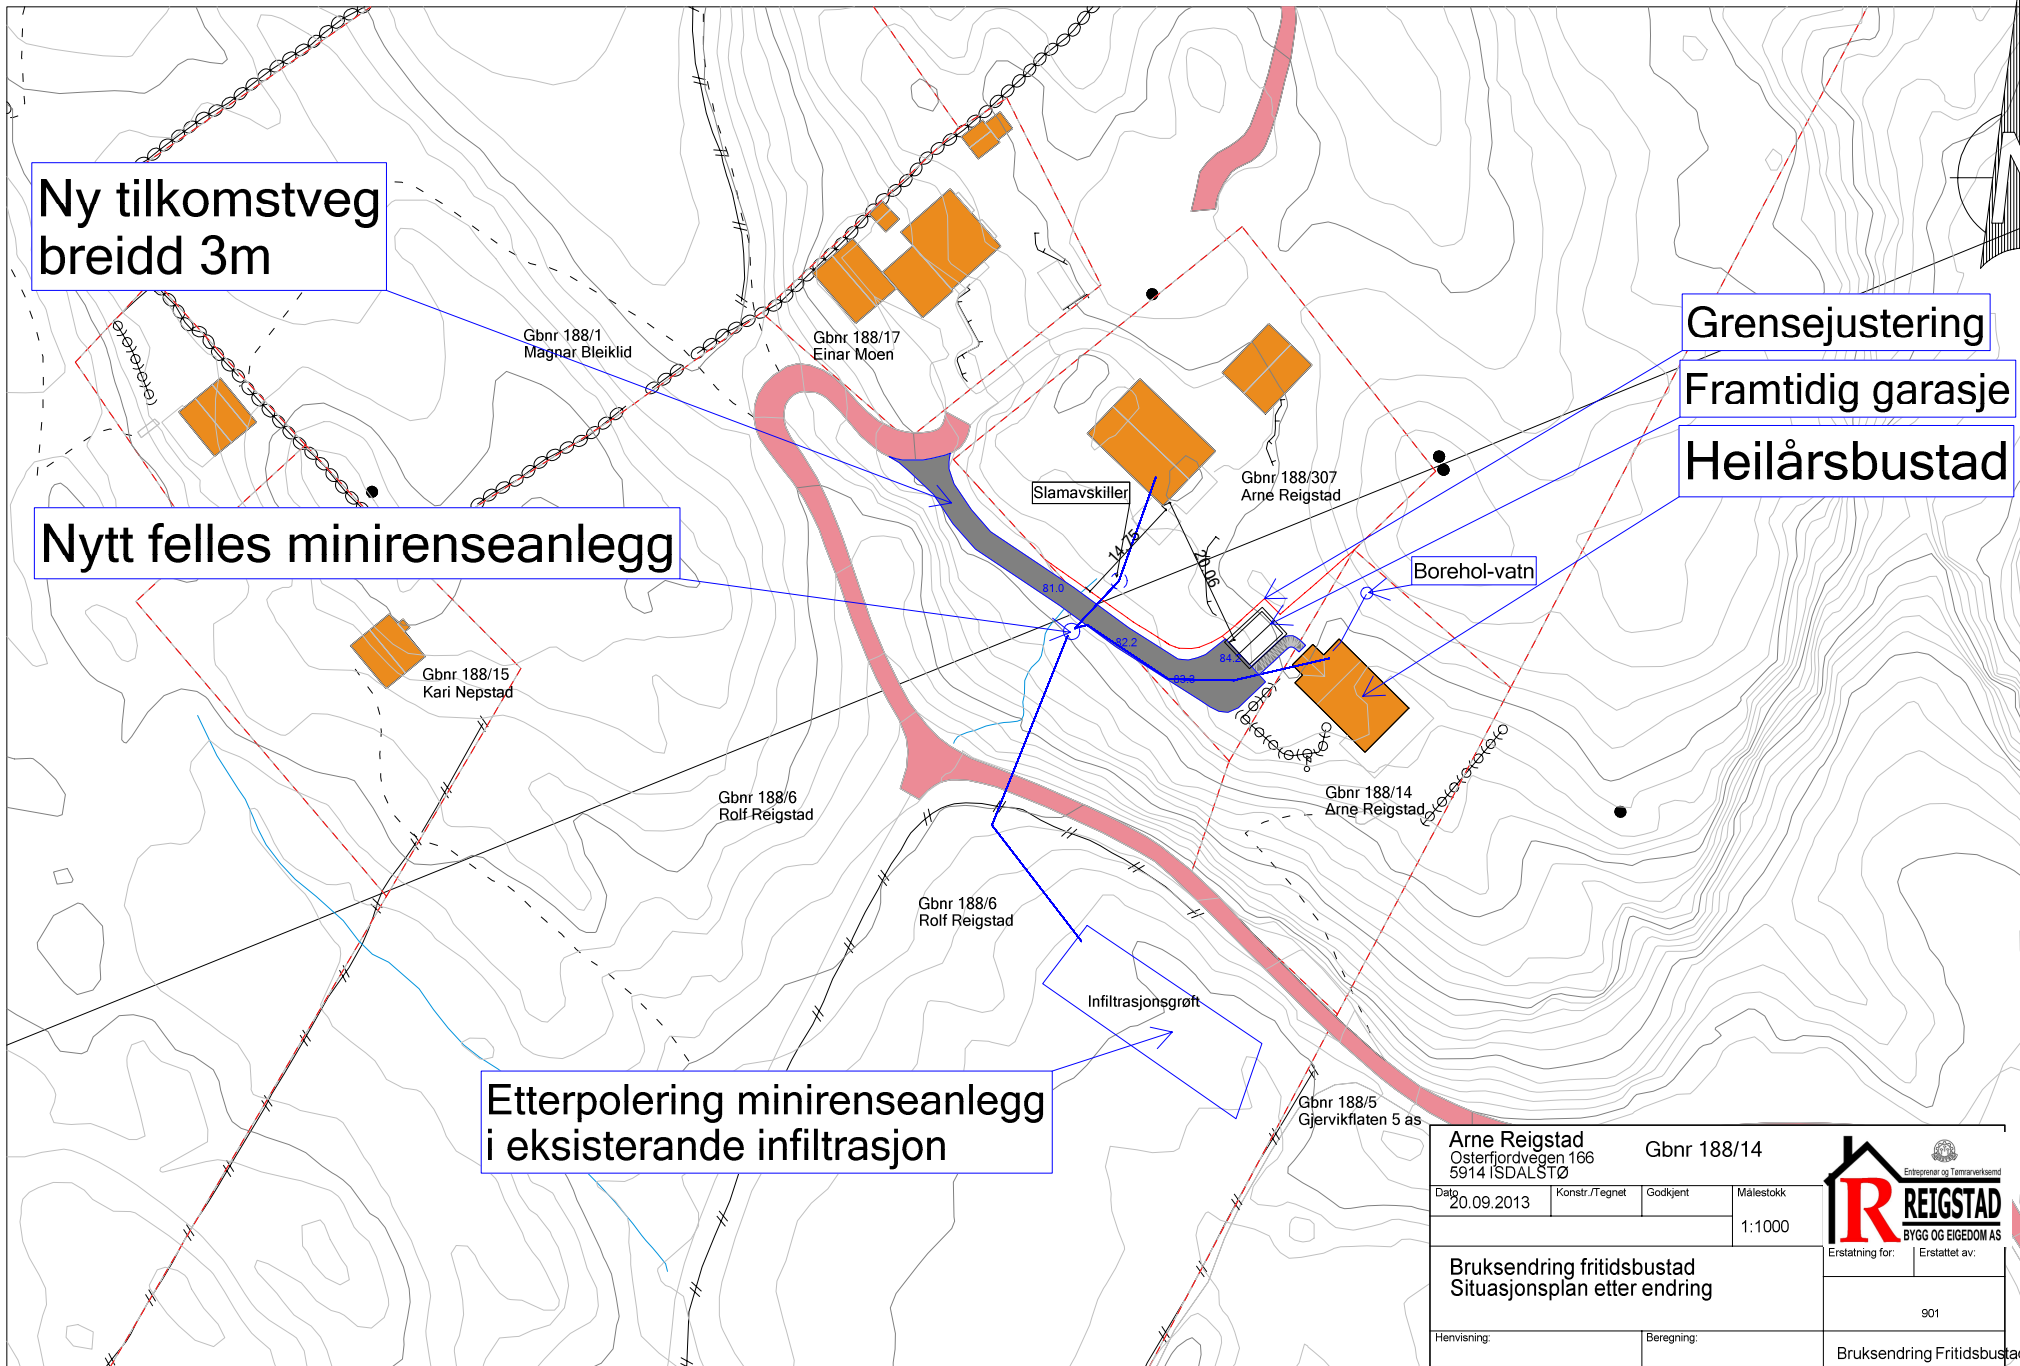 Ny tilkomstveg
breidd 3m
Gbnr 188/1
Magnar Bleiklid
Gbnr 188/17
Einar Moen
Grensejustering
Framtidig garasje
Heilårsbustad
Gbnr 188/307
Arne Reigstad
Slamavskiller
14,75
20,06
Nytt felles minirenseanlegg
Borehol-vatn
81.0
82.2
83.3
84.2
Gbnr 188/15
Kari Nepstad
Gbnr 188/6
Rolf Reigstad
Gbnr 188/14
Arne Reigstad
Gbnr 188/6
Rolf Reigstad
Infiltrasjonsgrøft
Etterpolering minirenseanlegg
i eksisterande infiltrasjon
Gbnr 188/5
Gjervikflaten 5 as
Arne Reigstad
Osterfjordvegen 166
5914 ISDALSTØ
Gbnr 188/14
Dato
20.09.2013
Konstr./Tegnet
Godkjent
Målestokk
1:1000
Entreprenør og Tømrarverksemd
R REIGSTAD
BYGG OG EIGEDOM AS
Erstatning for:
Erstattet av:
Bruksendring fritidsbustad
Situasjonsplan etter endring
901
Henvisning:
Beregning:
Bruksendring Fritidsbustad